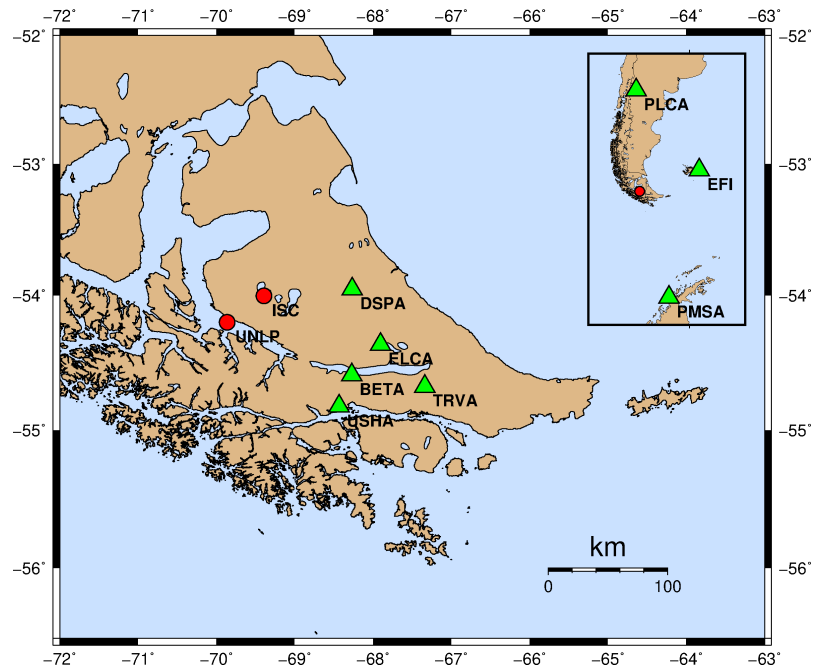 −72˚ −71˚ −70˚ −69˚ −68˚ −67˚ −66˚ −65˚ −64˚ −63˚
−52˚ −52˚
PLCA
−53˚ −53˚
EFI
−54˚ −54˚
DSPA
ISC
PMSA
UNLP
ELCA
BETA
TRVA
USHA
−55˚ −55˚
km
−56˚ −56˚
0 100
−72˚ −71˚ −70˚ −69˚ −68˚ −67˚ −66˚ −65˚ −64˚ −63˚